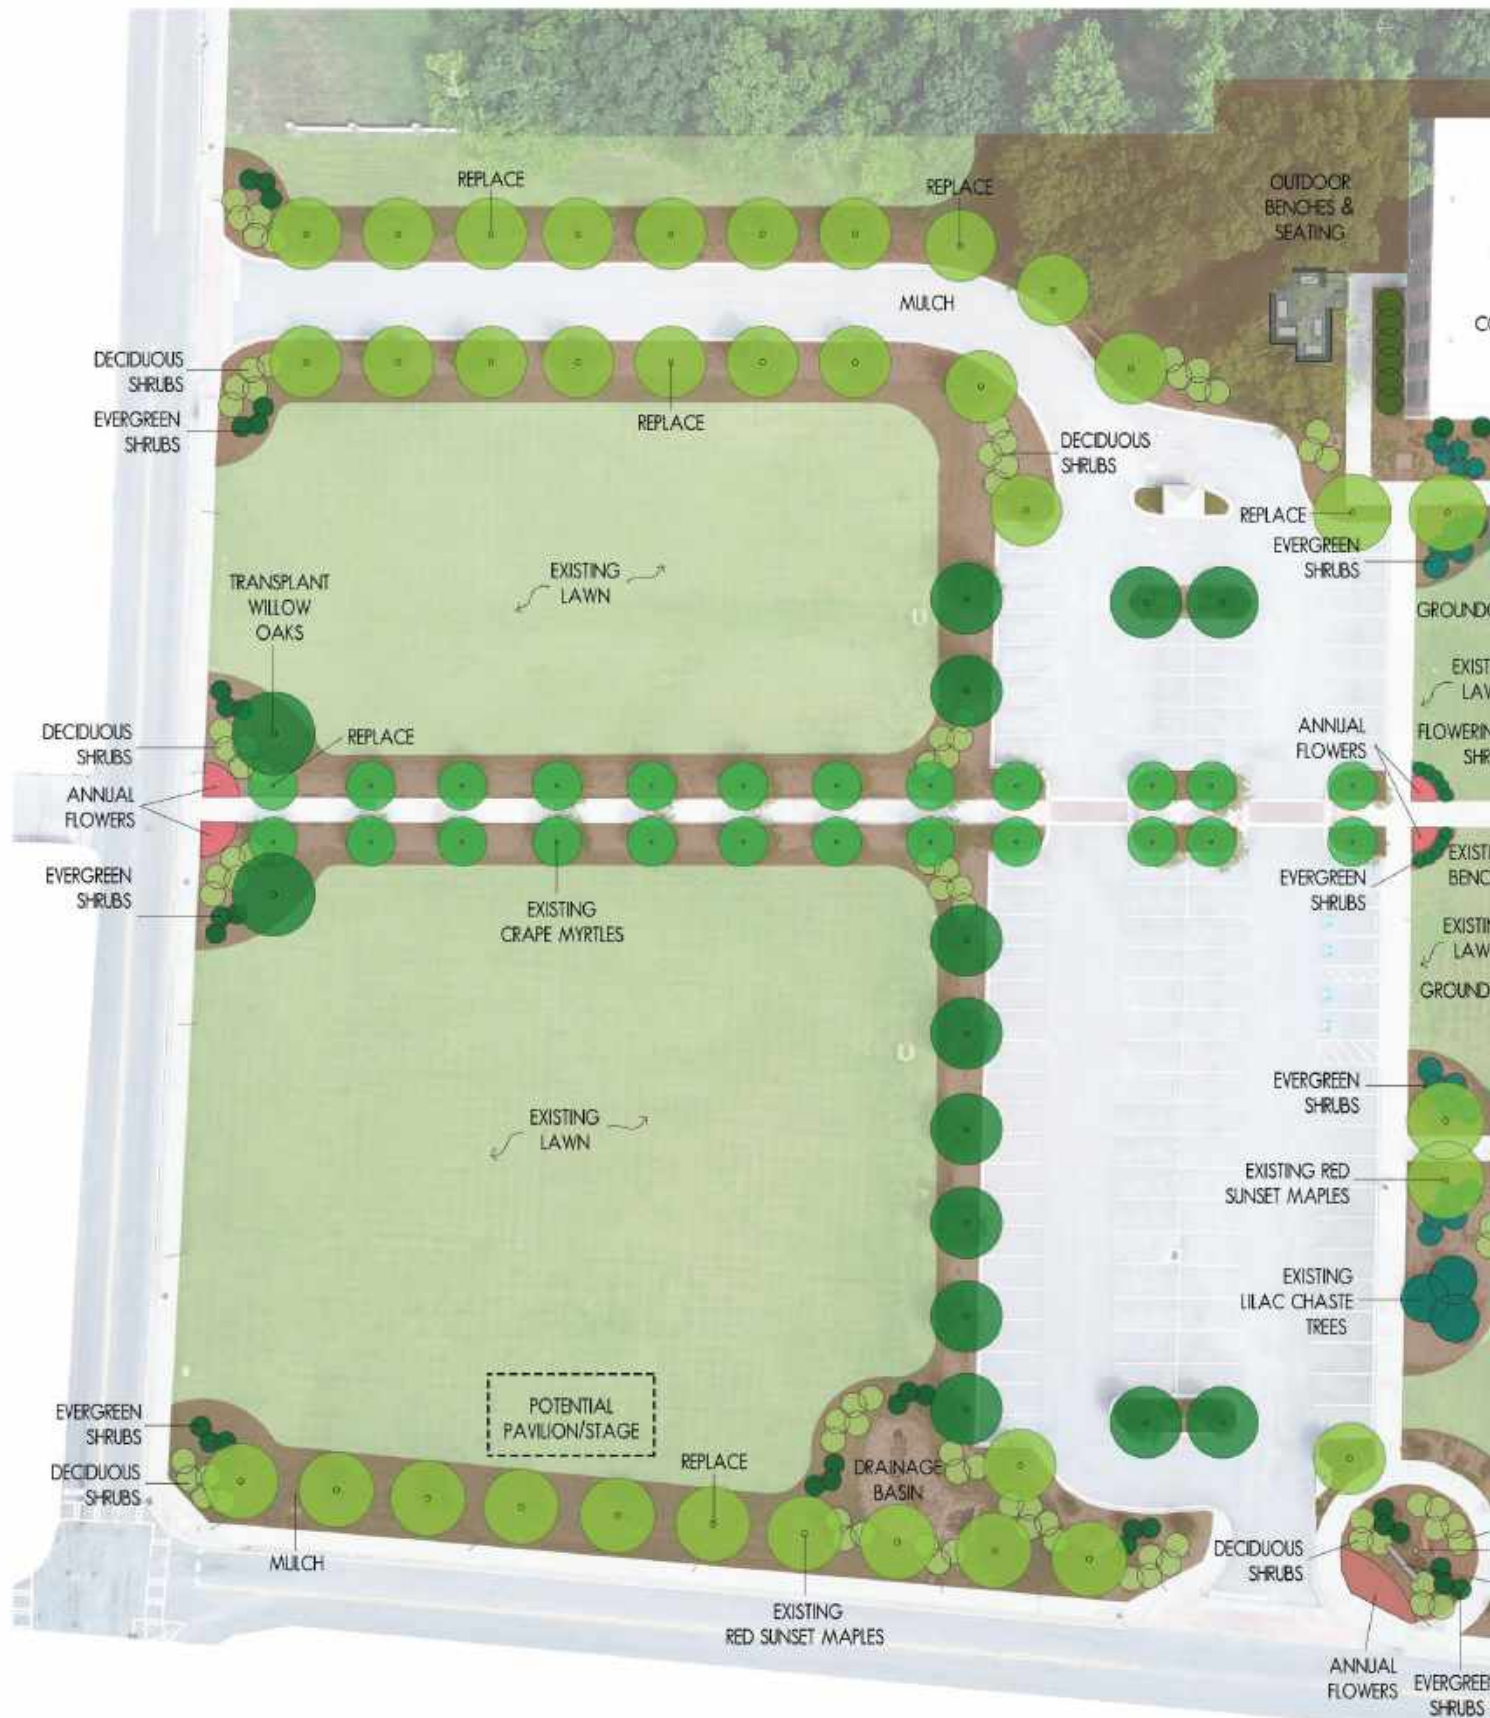 REPLACE
REPLACE
OUTDOOR
BENCHES &
SEATING
MULCH
DECIDUOUS
SHRUBS
EVERGREEN
SHRUBS
REPLACE
DECIDUOUS
SHRUBS
REPLACE
EVERGREEN
SHRUBS
EXISTING
LAWN
TRANSPLANT
WILLOW
OAKS
DECIDUOUS
SHRUBS
REPLACE
ANNUAL
FLOWERS
ANNUAL
FLOWERS
EVERGREEN
SHRUBS
EXISTING
CRAPE MYRTLES
EVERGREEN
SHRUBS
EXISTING
LAWN
EVERGREEN
SHRUBS
EXISTING RED
SUNSET MAPLES
EXISTING
LILAC CHASTE
TREES
POTENTIAL
PAVILION/STAGE
EVERGREEN
SHRUBS
DECIDUOUS
SHRUBS
REPLACE
DRAINAGE
BASIN
MULCH
EXISTING
RED SUNSET MAPLES
DECIDUOUS
SHRUBS
ANNUAL
FLOWERS
EVERGREEN
SHRUBS